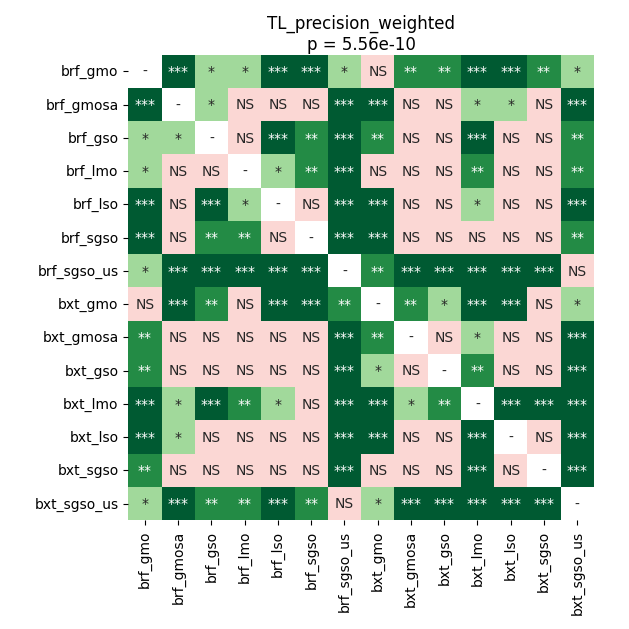 TL_precision_weighted
p = 5.56e-10
brf_gmo - *** * * *** *** * NS ** ** *** *** ** *
brf_gmosa *** - * NS NS NS *** *** NS NS * * NS ***
brf_gso * * - NS *** ** *** ** NS NS *** NS NS **
brf_lmo * NS NS - * ** *** NS NS NS ** NS NS **
brf_lso *** NS *** * - NS *** *** NS NS * NS NS ***
brf_sgso *** NS ** ** NS - *** *** NS NS NS NS NS **
brf_sgso_us * *** *** *** *** *** - ** *** *** *** *** *** NS
bxt_gmo NS *** ** NS *** *** ** - ** * *** *** NS *
bxt_gmosa ** NS NS NS NS NS *** ** - NS * NS NS ***
bxt_gso ** NS NS NS NS NS *** * NS - ** NS NS ***
bxt_lmo *** * *** ** * NS *** *** * ** - *** *** ***
bxt_lso *** * NS NS NS NS *** *** NS NS *** - NS ***
bxt_sgso ** NS NS NS NS NS *** NS NS NS *** NS - ***
bxt_sgso_us * *** ** ** *** ** NS * *** *** *** *** *** -
brf_gmo
brf_gmosa
brf_gso
brf_lmo
brf_lso
brf_sgso
brf_sgso_us
bxt_gmo
bxt_gmosa
bxt_gso
bxt_lmo
bxt_lso
bxt_sgso
bxt_sgso_us